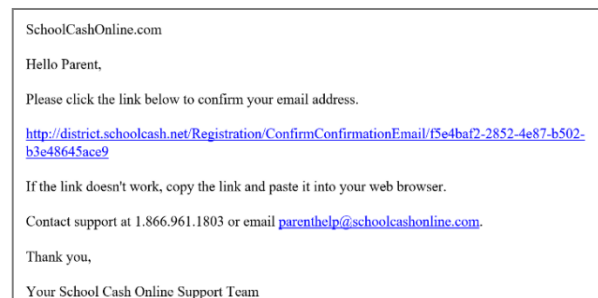 SchoolCashOnline.com
Hello Parent,
Please click the link below to confirm your email address.
http://district.schoolcash.net/Registration/ConfirmConfirmationEmail/f5e4baf2-2852-4e87-b502-
b3e48645ace9
If the link doesn't work, copy the link and paste it into your web browser.
Contact support at 1.866.961.1803 or email parenthelp@schoolcashonline.com.
Thank you,
Your School Cash Online Support Team